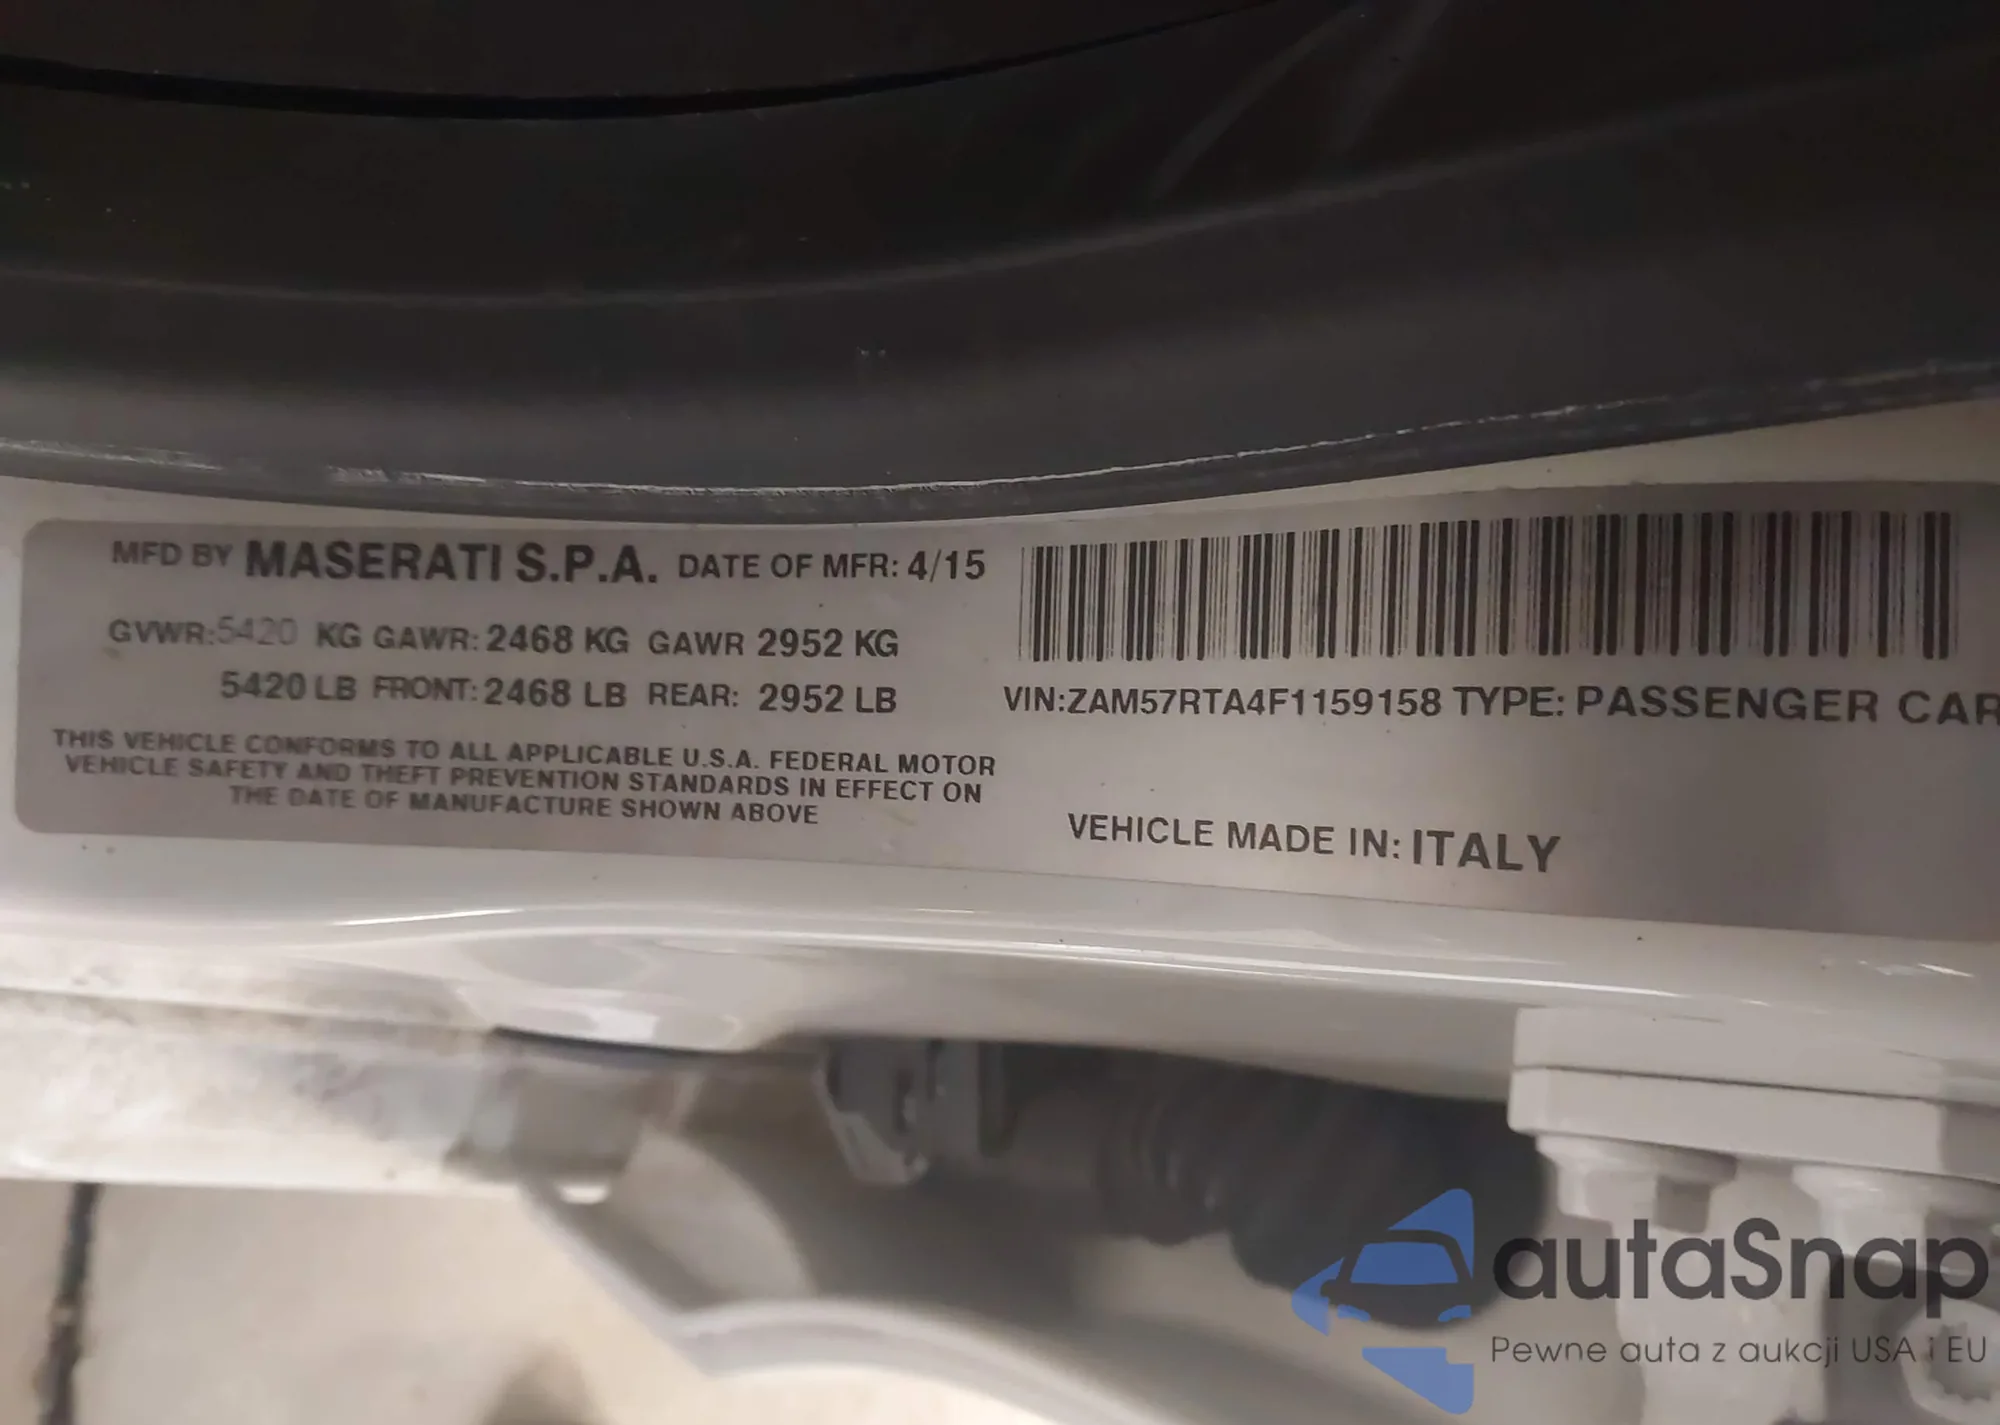 MFD BY MASERATI S.P.A. DATE OF MFR: 4/15
GVWR:5420 KG GAWR: 2468 KG GAWR 2952 KG
5420 LB FRONT: 2468 LB REAR: 2952 LB
THIS VEHICLE CONFORMS TO ALL APPLICABLE U.S.A. FEDERAL MOTOR
VEHICLE SAFETY AND THEFT PREVENTION STANDARDS IN EFFECT ON
THE DATE OF MANUFACTURE SHOWN ABOVE
VIN:ZAM57RTA4F1159158 TYPE: PASSENGER CAR
VEHICLE MADE IN: ITALY
autaSnap
Pewne auta z aukcji USA i EU